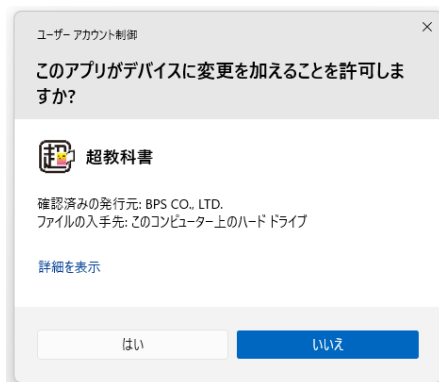 ユーザー アカウント制御
このアプリがデバイスに変更を加えることを許可しま
すか?
超
超教科書
確認済みの発行元: BPS CO., LTD.
ファイルの入手先: このコンピューター上のハード ドライブ
詳細を表示
はい
いいえ